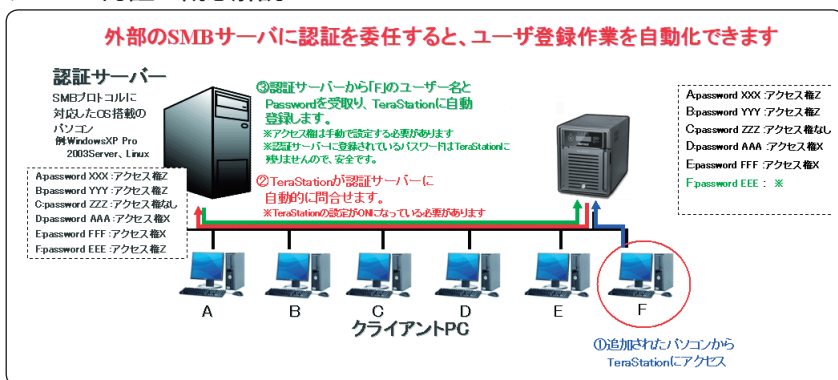 外部のSMBサーバに認証を委任すると、ユーザ登録作業を自動化できます
認証サーバー
SMBプロトコルに
対応したOS搭載の
パソコン
例:WindowsXP Pro
2003Server、Linux
A:password XXX :アクセス権Z
B:password YYY :アクセス権Z
C:password ZZZ :アクセス権なし
D:password AAA :アクセス権X
E:password FFF :アクセス権X
F:password EEE :アクセス権Z
③認証サーバーから「F」のユーザー名と
Passwordを受取り、TeraStationに自動
登録します。
※アクセス権は手動で設定する必要があります
※認証サーバーに登録されているパスワードはTeraStationに
残りませんので、安全です。
②TeraStationが認証サーバーに
自動的に問合せます。
※TeraStationの設定がONになっている必要があります
A:password XXX :アクセス権Z
B:password YYY :アクセス権Z
C:password ZZZ :アクセス権なし
D:password AAA :アクセス権X
E:password FFF :アクセス権X
F:password EEE : ※
A
B
C
D
E
F
クライアントPC
①追加されたパソコンから
TeraStationにアクセス